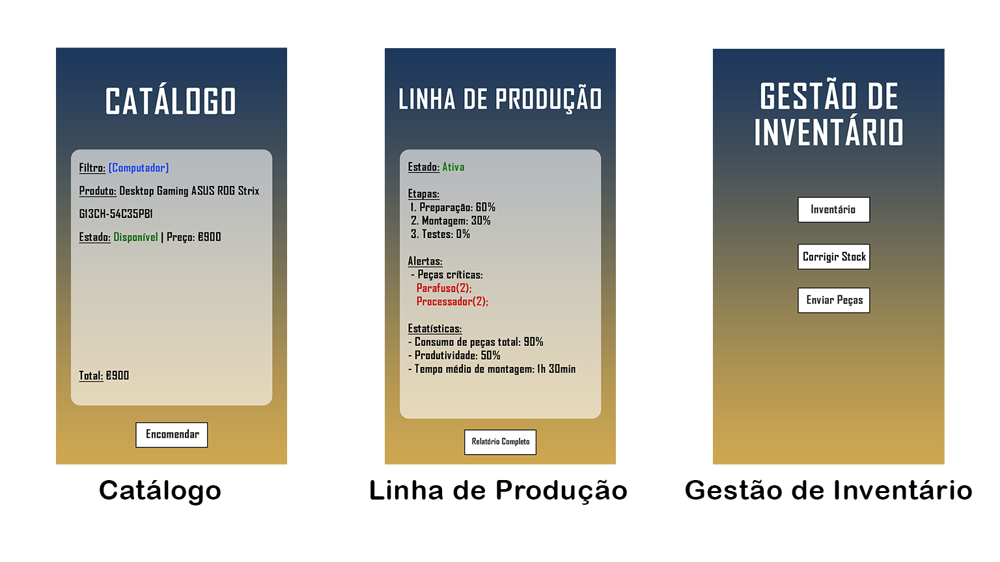 CATÁLOGO
Filtro: [Computador]
Produto: Desktop Gaming ASUS ROG Strix
G13CH-54C35PB1
Estado: Disponível | Preço: €900
Total: €900
Encomendar
Catálogo
LINHA DE PRODUÇÃO
Estado: Ativa
Etapas:
1. Preparação: 60%
2. Montagem: 30%
3. Testes: 0%
Alertas:
- Peças críticas:
Parafuso(2);
Processador(2);
Estatísticas:
- Consumo de peças total: 90%
- Produtividade: 50%
- Tempo médio de montagem: 1h 30min
Relatório Completo
Linha de Produção
GESTÃO DE
INVENTÁRIO
Inventário
Corrigir Stock
Enviar Peças
Gestão de Inventário